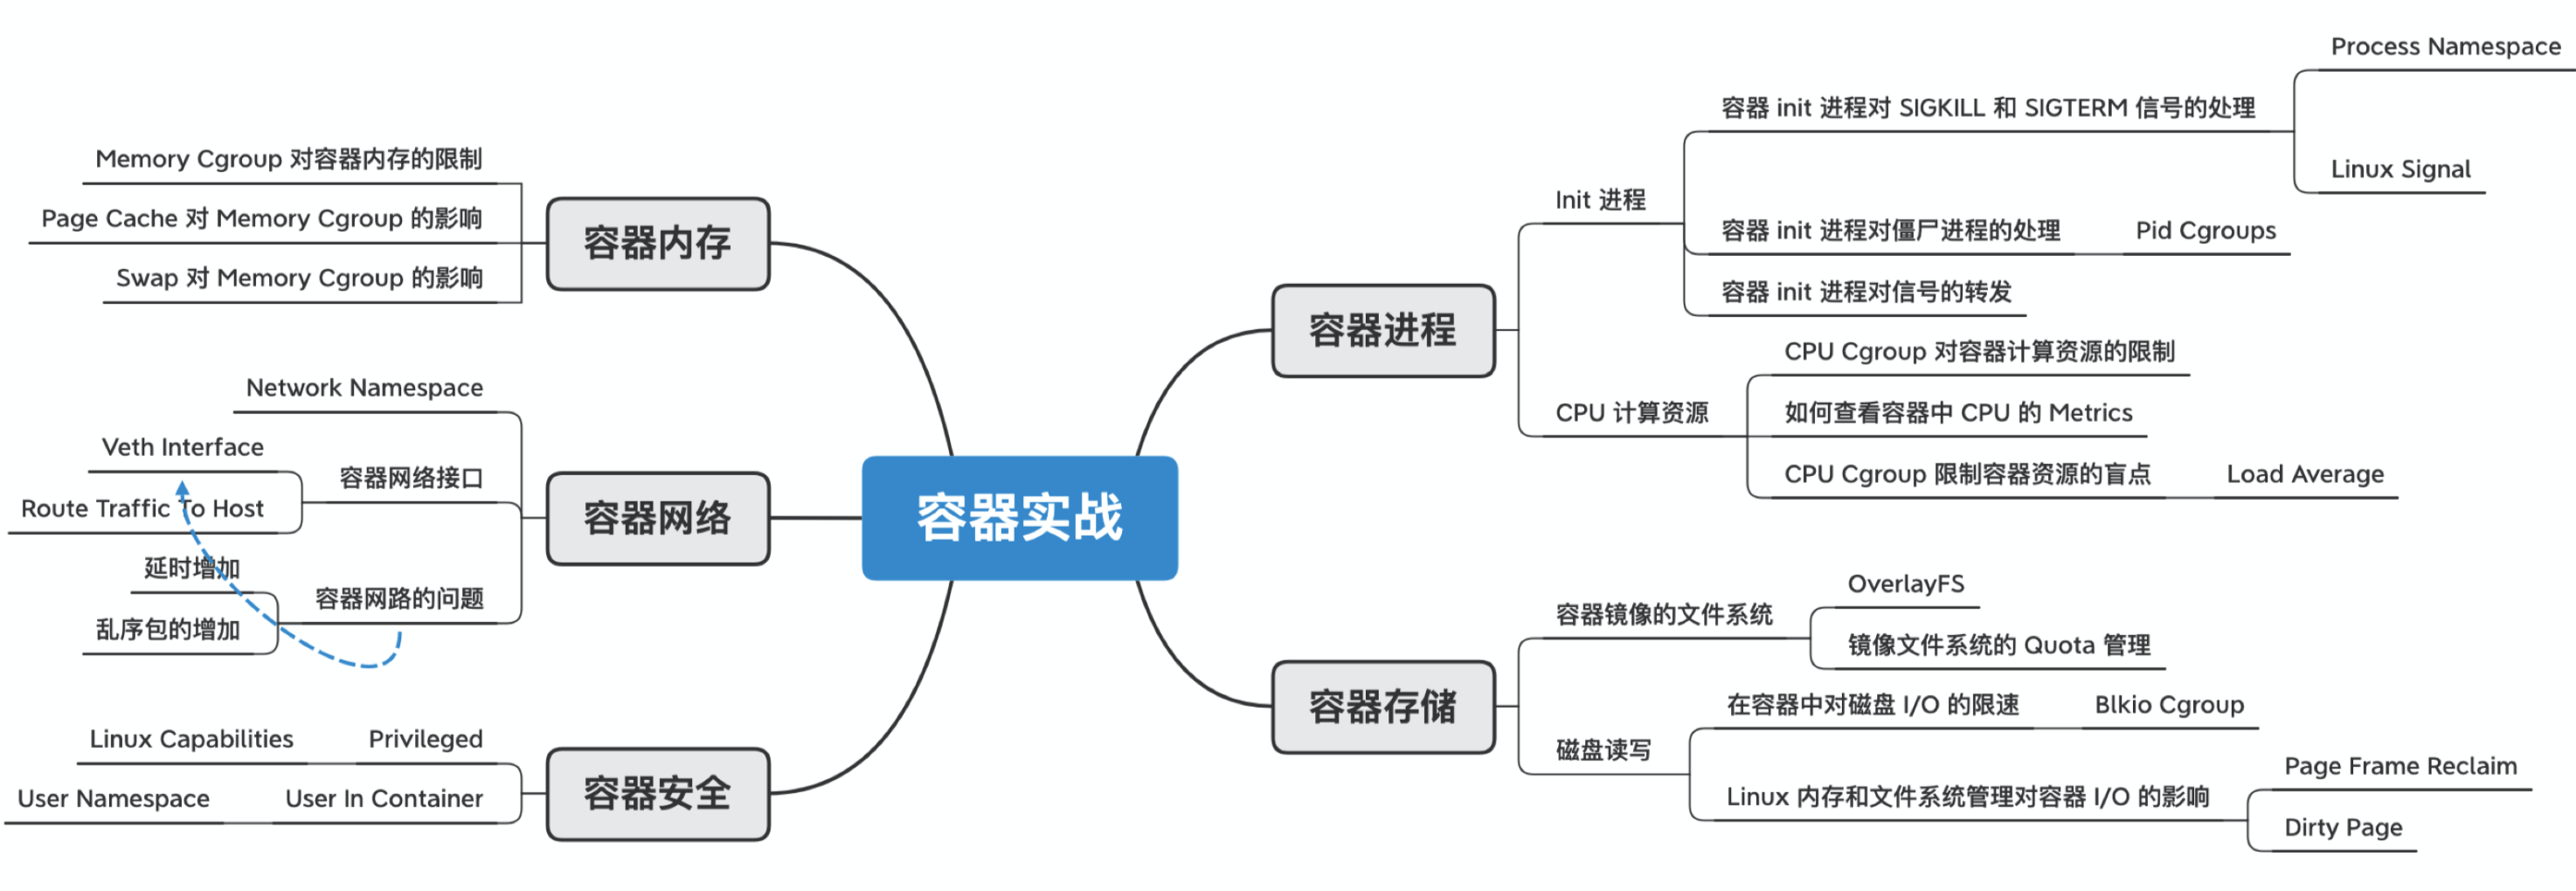 容器实战
容器内存
Memory Cgroup 对容器内存的限制
Page Cache 对 Memory Cgroup 的影响
Swap 对 Memory Cgroup 的影响
容器网络
Network Namespace
容器网络接口
Veth Interface
Route Traffic To Host
容器网路的问题
延时增加
乱序包的增加
容器安全
Privileged
Linux Capabilities
User In Container
User Namespace
容器进程
Init 进程
容器 init 进程对 SIGKILL 和 SIGTERM 信号的处理
Process Namespace
Linux Signal
容器 init 进程对僵尸进程的处理
Pid Cgroups
容器 init 进程对信号的转发
CPU 计算资源
CPU Cgroup 对容器计算资源的限制
如何查看容器中 CPU 的 Metrics
CPU Cgroup 限制容器资源的盲点
Load Average
容器存储
容器镜像的文件系统
OverlayFS
镜像文件系统的 Quota 管理
磁盘读写
在容器中对磁盘 I/O 的限速
Blkio Cgroup
Linux 内存和文件系统管理对容器 I/O 的影响
Page Frame Reclaim
Dirty Page